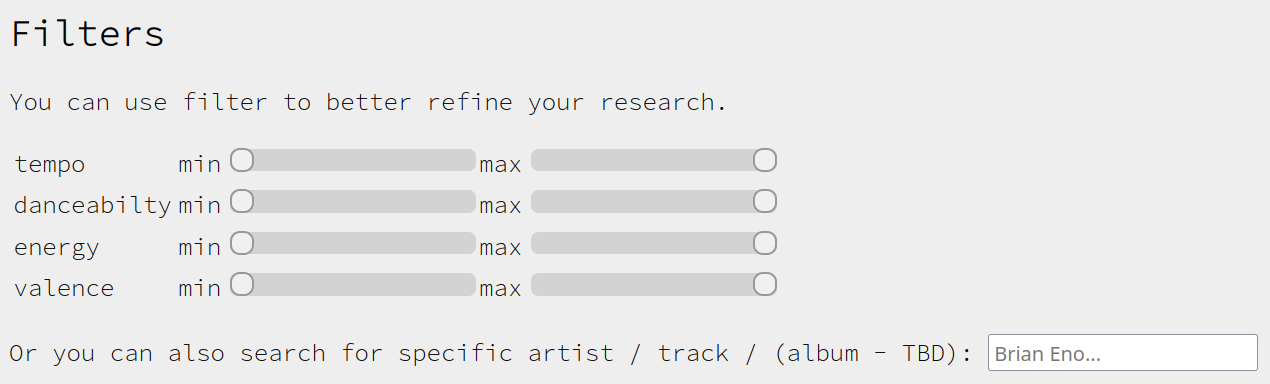 Filters
You can use filter to better refine your research.
tempo min max
danceabilty min max
energy min max
valence min max
Or you can also search for specific artist / track / (album - TBD): Brian Eno...